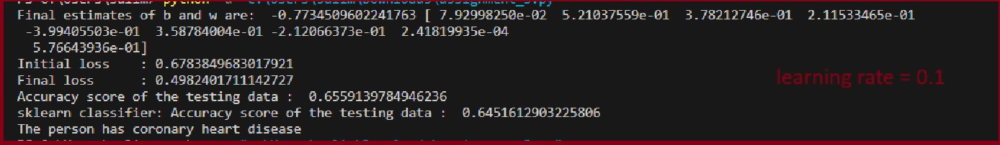 Final estimates of b and w are:  -0.7734509602241763 [ 7.92998250e-02  5.21037559e-01  3.78212746e-01  2.11533465e-01
 -3.99405503e-01  3.58784004e-01 -2.12066373e-01  2.41819935e-04
  5.76643936e-01]
Initial loss    : 0.6783849683017921
Final loss      : 0.4982401711142727
learning rate = 0.1
Accuracy score of the testing data :  0.6559139784946236
sklearn classifier: Accuracy score of the testing data :  0.6451612903225806
The person has coronary heart disease